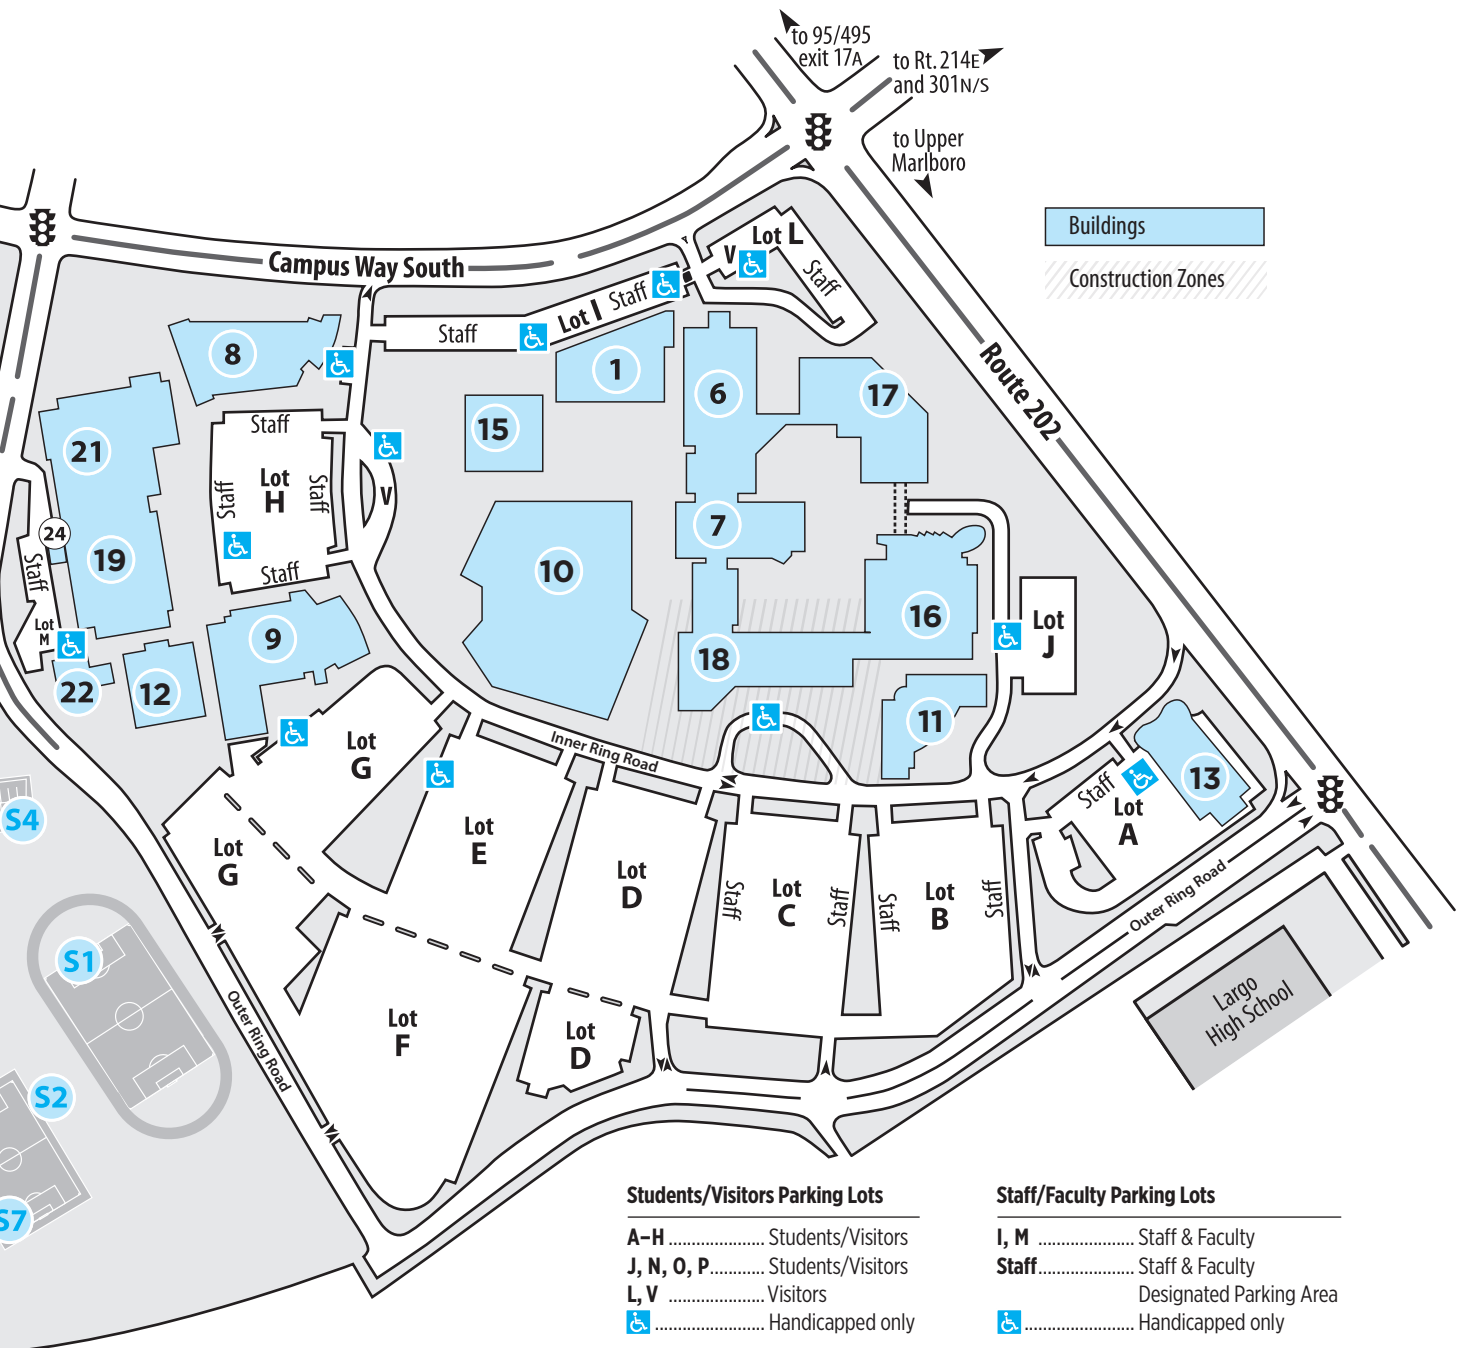 to 95/495
exit 17A
to Rt. 214E
and 301N/S
to Upper
Marlboro
Buildings
Construction Zones
Campus Way South
Route 202
Lot L
V
Staff
Lot I
Staff
Staff
8
1
6
17
15
21
Staff
Lot
H
Staff
Staff
Staff
V
24
19
7
10
16
Staff
Lot
M
Lot
J
9
18
22
12
11
Inner Ring Road
Lot
G
13
Staff
Lot
A
S4
Lot
G
Lot
E
Lot
D
Staff
Lot
C
Staff
Staff
Lot
B
Staff
Outer Ring Road
S1
Largo
High School
Outer Ring Road
Lot
F
Lot
D
S2
S7
Students/Visitors Parking Lots
A–H ..................... Students/Visitors
J, N, O, P............ Students/Visitors
L, V ..................... Visitors
........................ Handicapped only
Staff/Faculty Parking Lots
I, M ..................... Staff & Faculty
Staff..................... Staff & Faculty
Designated Parking Area
........................ Handicapped only